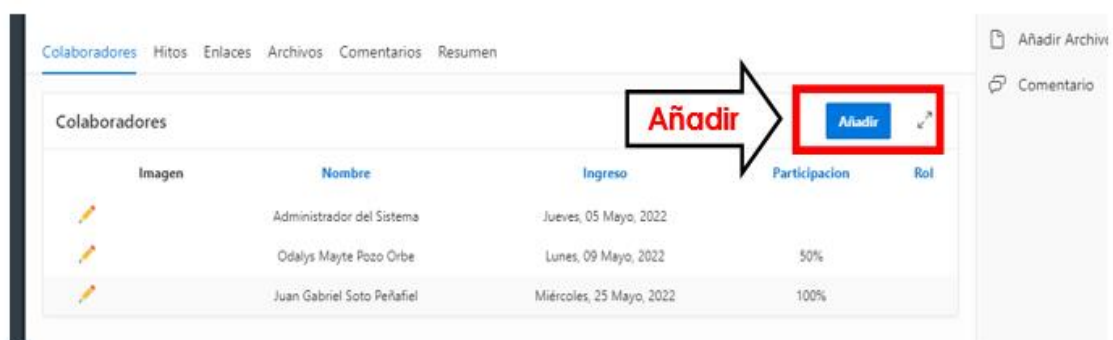 Colaboradores Hitos Enlaces Archivos Comentarios Resumen
Añadir Archivo
Comentario
Colaboradores
Añadir
Añadir
Imagen Nombre Ingreso Participacion Rol
Administrador del Sistema Jueves, 05 Mayo, 2022
Odalys Mayte Pozo Orbe Lunes, 09 Mayo, 2022 50%
Juan Gabriel Soto Peñafiel Miércoles, 25 Mayo, 2022 100%